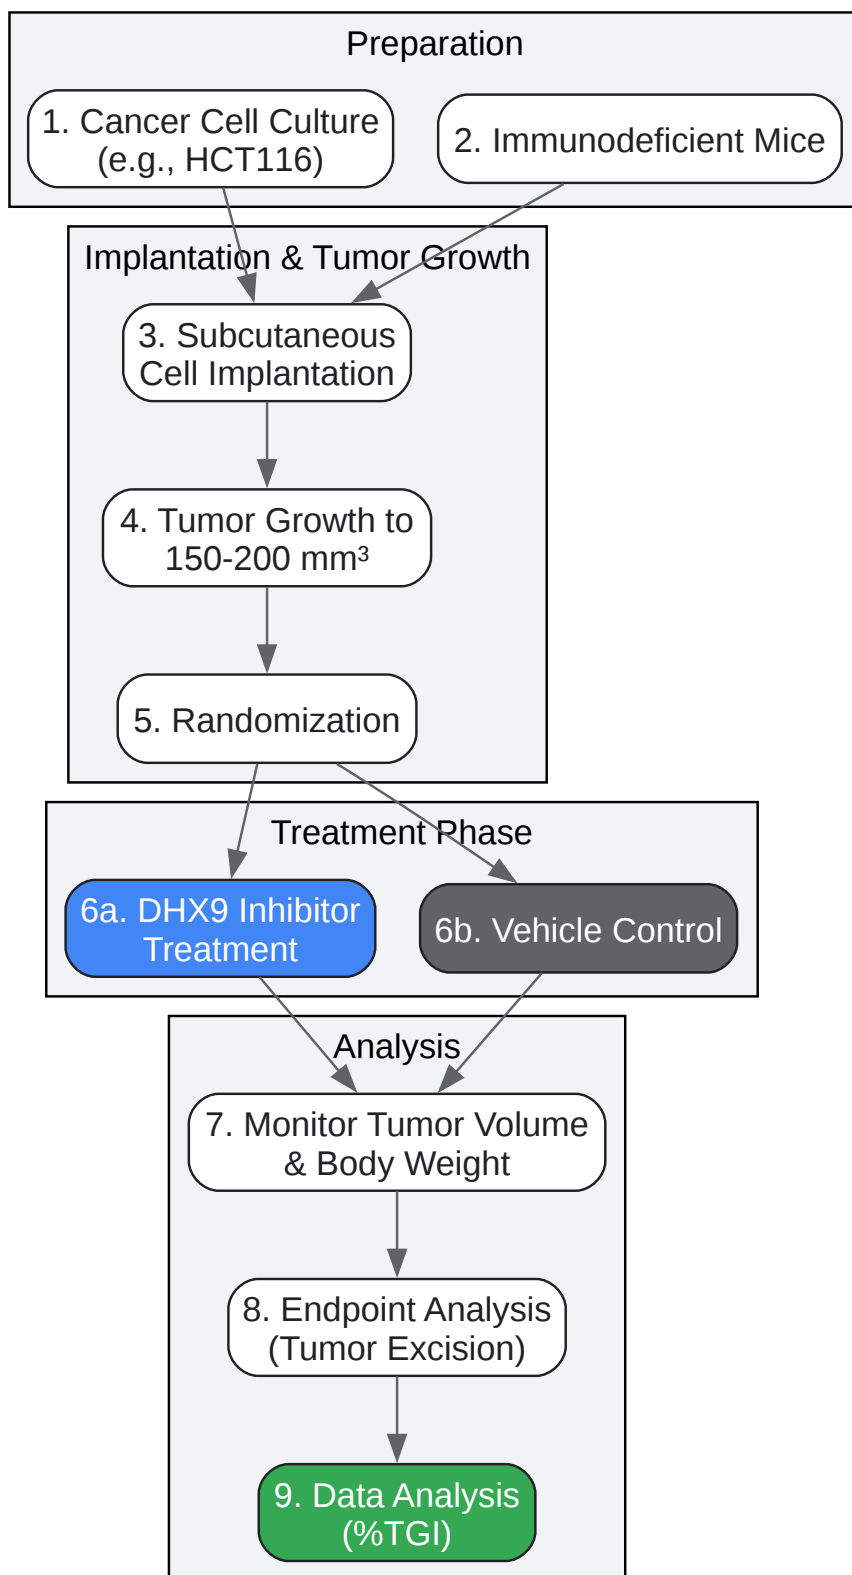 Preparation
1. Cancer Cell Culture
(e.g., HCT116)
2. Immunodeficient Mice
Implantation & Tumor Growth
3. Subcutaneous
Cell Implantation
4. Tumor Growth to
150-200 mm³
5. Randomization
Treatment Phase
6a. DHX9 Inhibitor
Treatment
6b. Vehicle Control
Analysis
7. Monitor Tumor Volume
& Body Weight
8. Endpoint Analysis
(Tumor Excision)
9. Data Analysis
(%TGI)